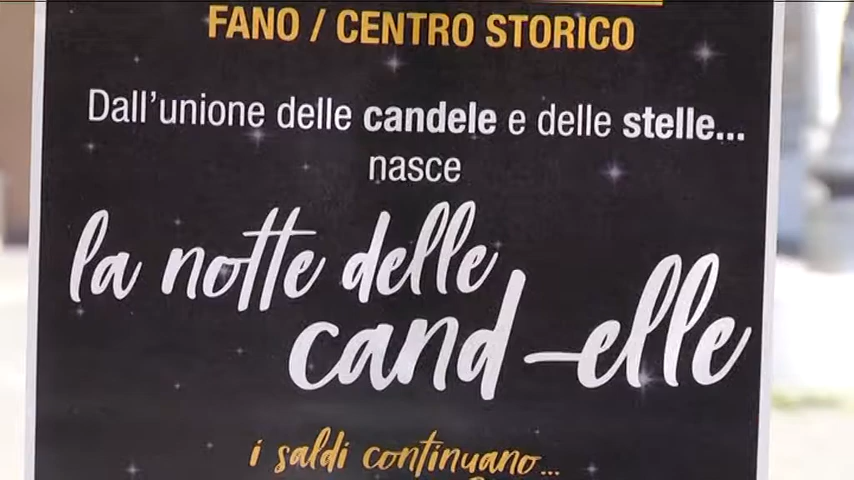 FANO / CENTRO STORICO
Dall'unione delle candele e delle stelle...
nasce
la notte delle
cand-elle
i saldi continuano...